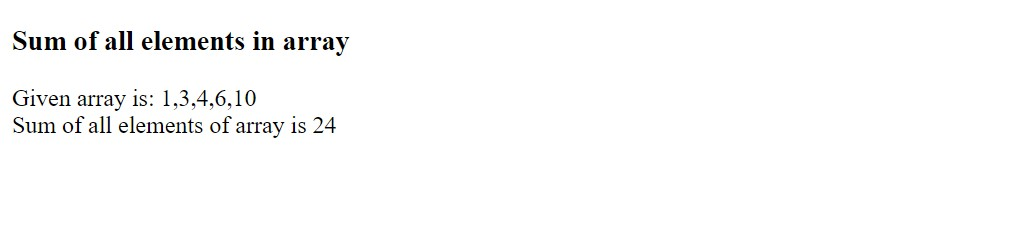 Sum of all elements in array
Given array is: 1,3,4,6,10
Sum of all elements of array is 24